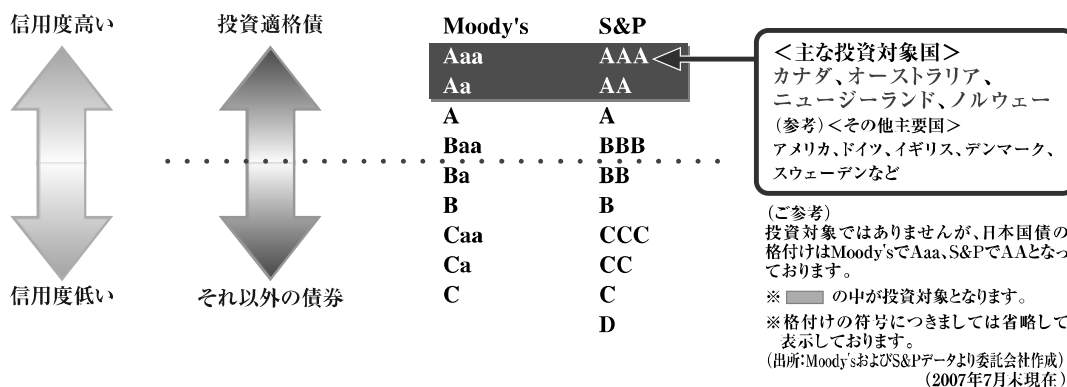 信用度高い
信用度低い
投資適格債
それ以外の債券
Moody's S&P
Aaa AAA
Aa AA
A A
Baa BBB
Ba BB
B B
Caa CCC
Ca CC
C C
D
＜主な投資対象国＞
カナダ、オーストラリア、
ニュージーランド、ノルウェー
（参考）＜その他主要国＞
アメリカ、ドイツ、イギリス、デンマーク、
スウェーデンなど
（ご参考）
投資対象ではありませんが、日本国債の
格付けはMoody'sでAaa、S&PでAAとなっ
ております。
※ の中が投資対象となります。
※格付けの符号につきましては省略して
表示しております。
（出所：Moody'sおよびS&Pデータより委託会社作成）
（2007年7月末現在）